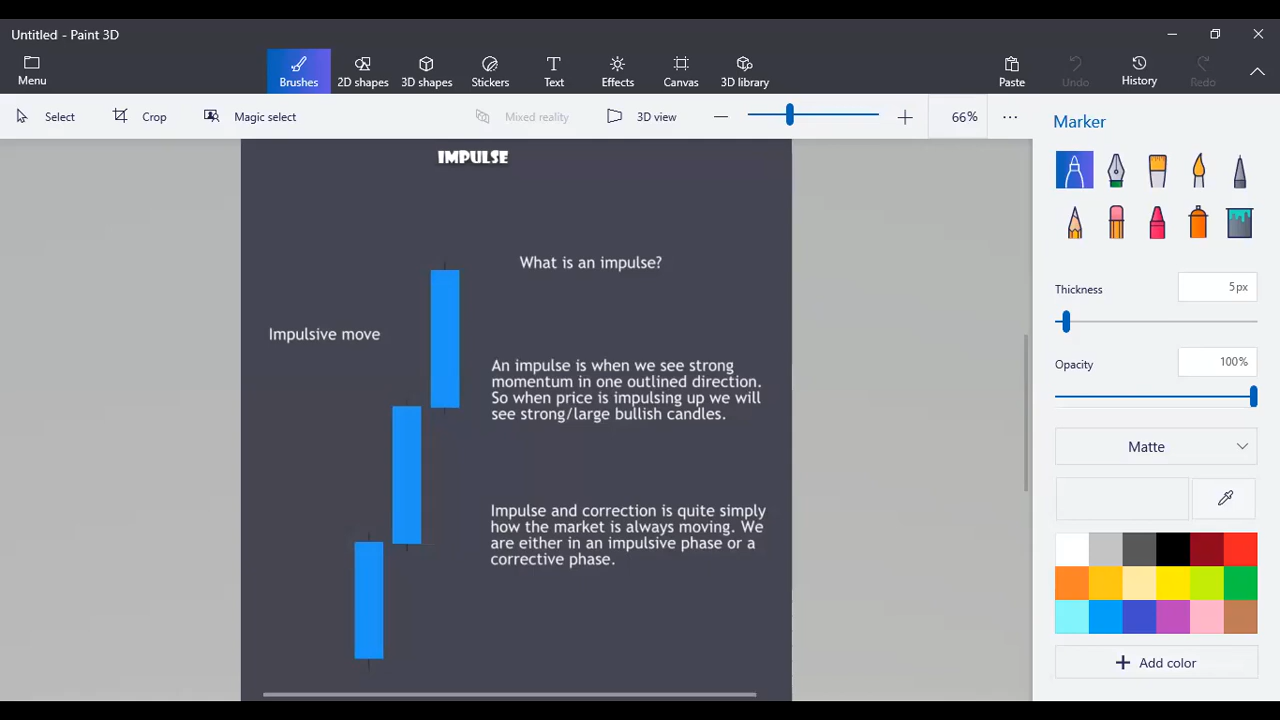 Untitled - Paint 3D
Menu
Brushes
2D shapes
3D shapes
Stickers
Text
Effects
Canvas
3D library
Paste
Undo
History
Redo
Select
Crop
Magic select
Mixed reality
3D view
66%
Marker
Thickness
5px
Opacity
100%
Matte
Add color
IMPULSE
What is an impulse?
Impulsive move
An impulse is when we see strong
momentum in one outlined direction.
So when price is impulsing up we will
see strong/large bullish candles.
Impulse and correction is quite simply
how the market is always moving. We
are either in an impulsive phase or a
corrective phase.